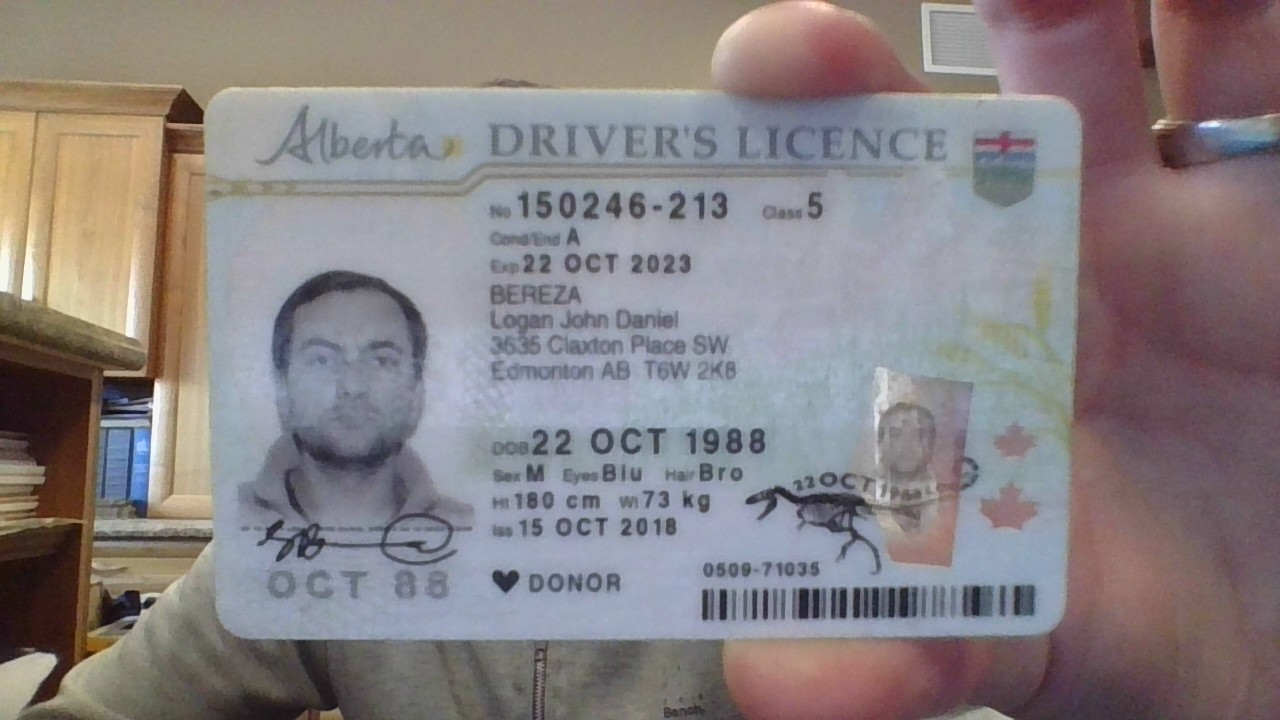 Alberta DRIVER'S LICENCE
No 150246-213 Class 5
Cond/End A
Exp 22 OCT 2023
BEREZA
Logan John Daniel
3635 Claxton Place SW
Edmonton AB T6W 2K8
DOB 22 OCT 1988
Sex M Eyes Blu Hair Bro
Ht 180 cm Wt 73 kg
Iss 15 OCT 2018
22OCT1988
OCT 88
DONOR
0509-71035
Bench